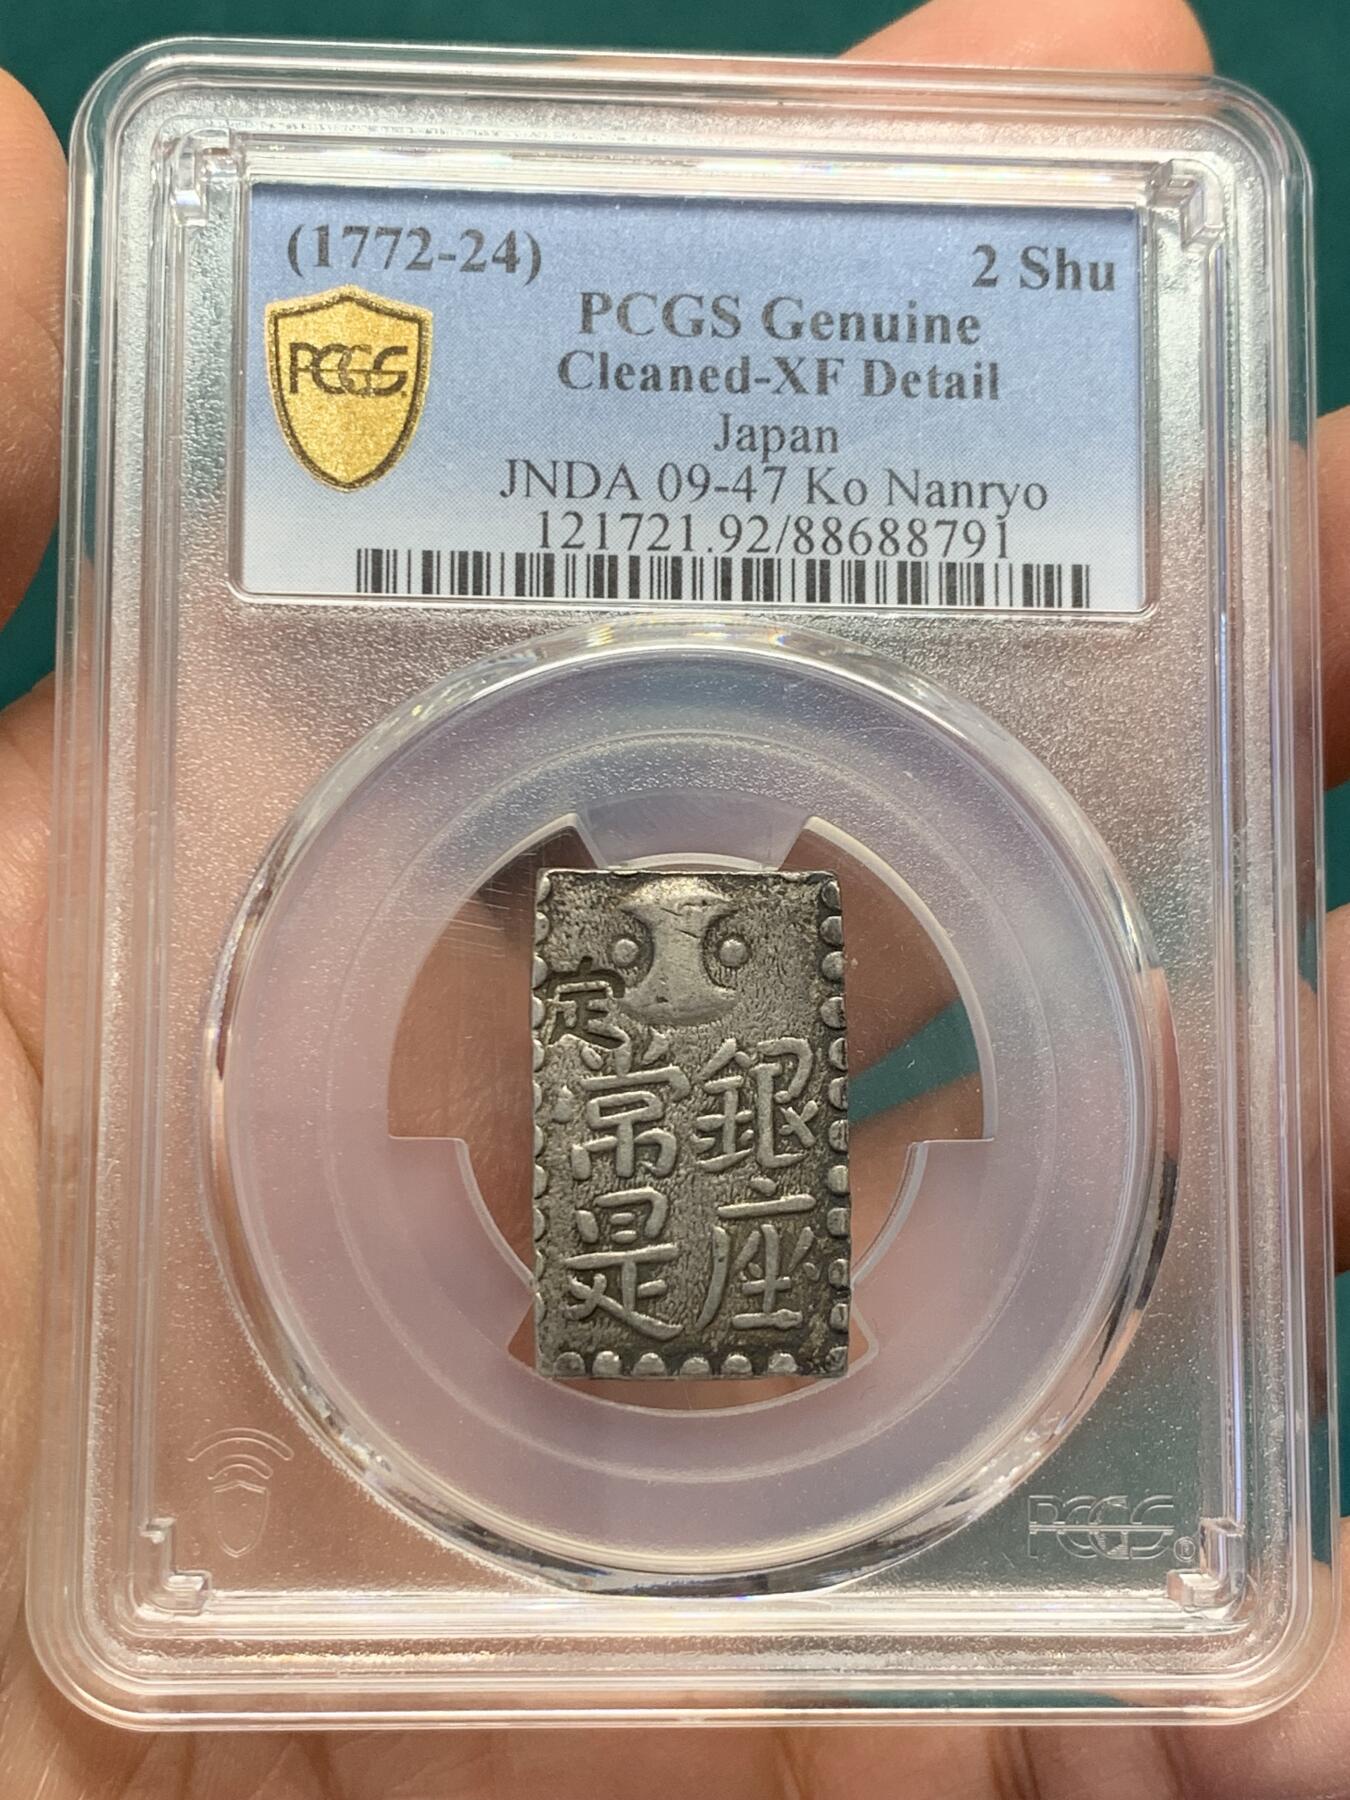 (1772-24) 2 Shu
PCGS Genuine
Cleaned-XF Detail
Japan
JNDA 09-47 Ko Nanryo
121721.92/88688791
PCGS
定
銀座
常是
PCGS